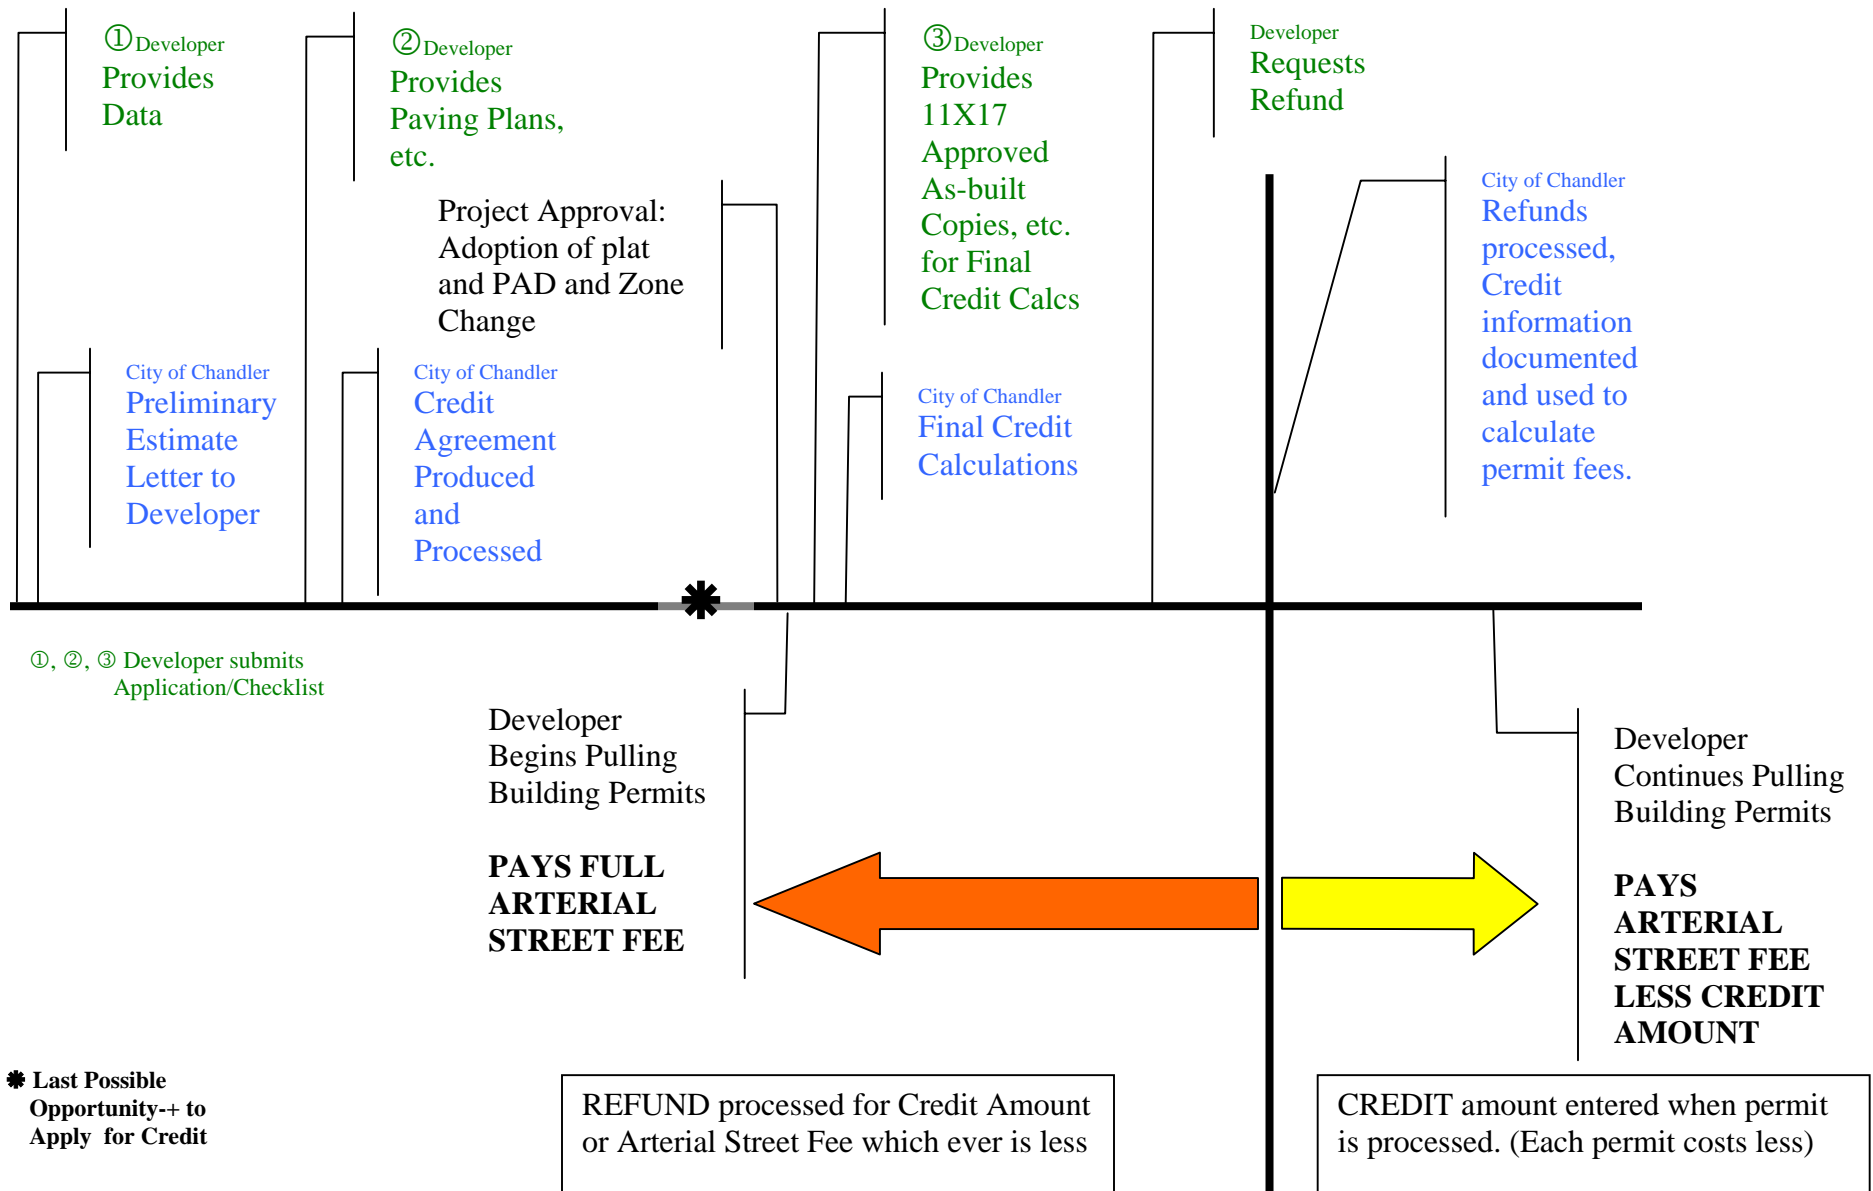 ① Developer
Provides
Data
② Developer
Provides
Paving Plans,
etc.
③ Developer
Provides
11X17
Approved
As-built
Copies, etc.
for Final
Credit Calcs
Developer
Requests
Refund
Project Approval:
Adoption of plat
and PAD and Zone
Change
City of Chandler
Refunds
processed,
Credit
information
documented
and used to
calculate
permit fees.
City of Chandler
Preliminary
Estimate
Letter to
Developer
City of Chandler
Credit
Agreement
Produced
and
Processed
City of Chandler
Final Credit
Calculations
✱
①, ②, ③ Developer submits
Application/Checklist
Developer
Begins Pulling
Building Permits
PAYS FULL
ARTERIAL
STREET FEE
Developer
Continues Pulling
Building Permits
PAYS
ARTERIAL
STREET FEE
LESS CREDIT
AMOUNT
✱ Last Possible
Opportunity-+ to
Apply for Credit
REFUND processed for Credit Amount
or Arterial Street Fee which ever is less
CREDIT amount entered when permit
is processed. (Each permit costs less)